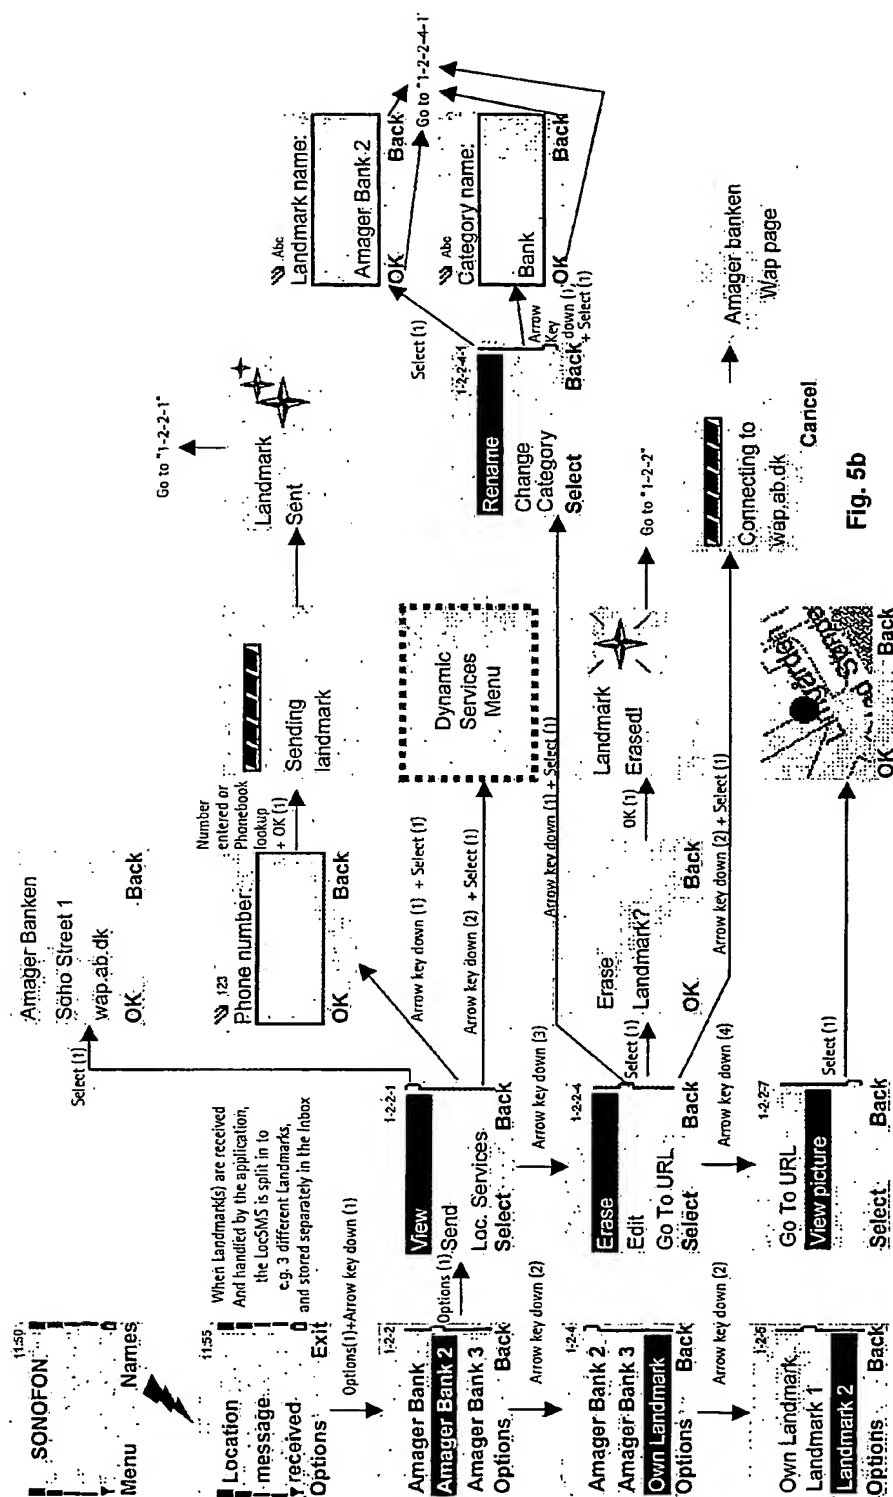 11:50
SONOFON
Menu Names
11:55
Location
message
received
Options Exit
When Landmark(s) are received
And handled by the application,
the LocSMS is split in to
e.g. 3 different Landmarks,
and stored separately in the Inbox
Options(1)+Arrow key down (1)
1-2-2
Amager Bank
Amager Bank 2
Amager Bank 3
Options Back
Options (1)
Arrow key down (2)
1-2-4
Amager Bank 2
Amager Bank 3
Own Landmark
Options Back
Arrow key down (2)
1-2-6
Own Landmark
Landmark 1
Landmark 2
Options Back
1-2-2-1
View
Send
Loc. Services
Select Back
Arrow key down (3)
1-2-2-4
Erase
Edit
Go To URL
Select Back
Arrow key down (4)
1-2-2-7
Go To URL
View picture
Select Back
Select (1)
Amager Banken
Soho Street 1
wap.ab.dk
OK Back
123
Phone number:
OK Back
Number
entered or
Phonebook
lookup
+ OK (1)
Sending
landmark
Landmark
Sent
Go to "1-2-2-1"
Arrow key down (1) + Select (1)
Arrow key down (2) + Select (1)
Dynamic
Services
Menu
Arrow key down (1) + Select (1)
Select (1)
Erase
Landmark?
OK Back
OK (1)
Landmark
Erased!
Go to "1-2-2"
1-2-2-4-1
Rename
Change
Category
Select Back
Select (1)
Abc
Landmark name:
Amager Bank 2
OK Back
Arrow
Key
down (1)
+ Select (1)
Abc
Category name:
Bank
OK Back
Go to "1-2-2-4-1"
Arrow key down (2) + Select (1)
Connecting to
wap.ab.dk
Cancel
Amager banken
Wap page
Select (1)
OK Back
Fig. 5b